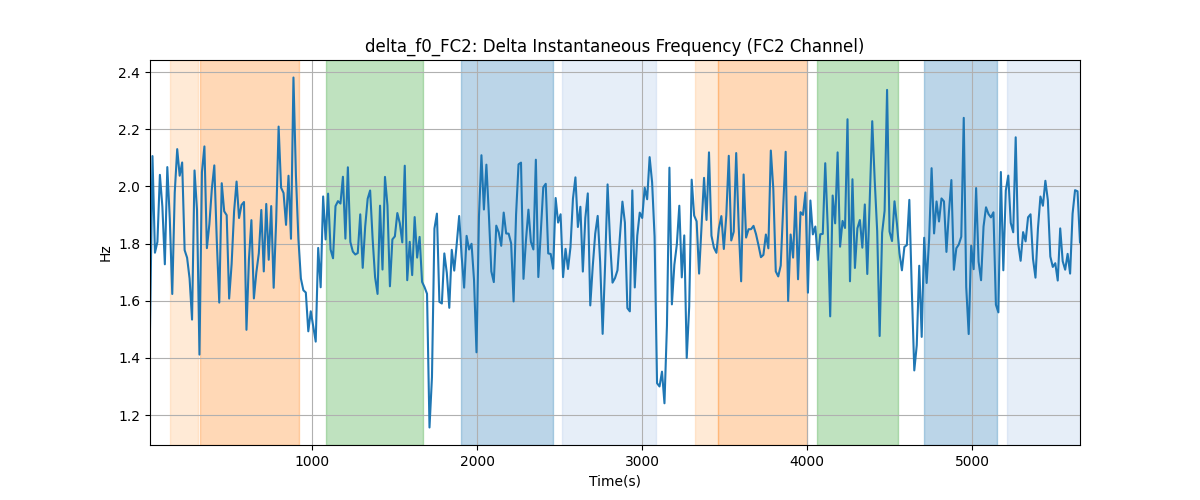 delta_f0_FC2: Delta Instantaneous Frequency (FC2 Channel)
2.4
2.2
2.0
1.8
1.6
1.4
1.2
Hz
1000 2000 3000 4000 5000
Time(s)